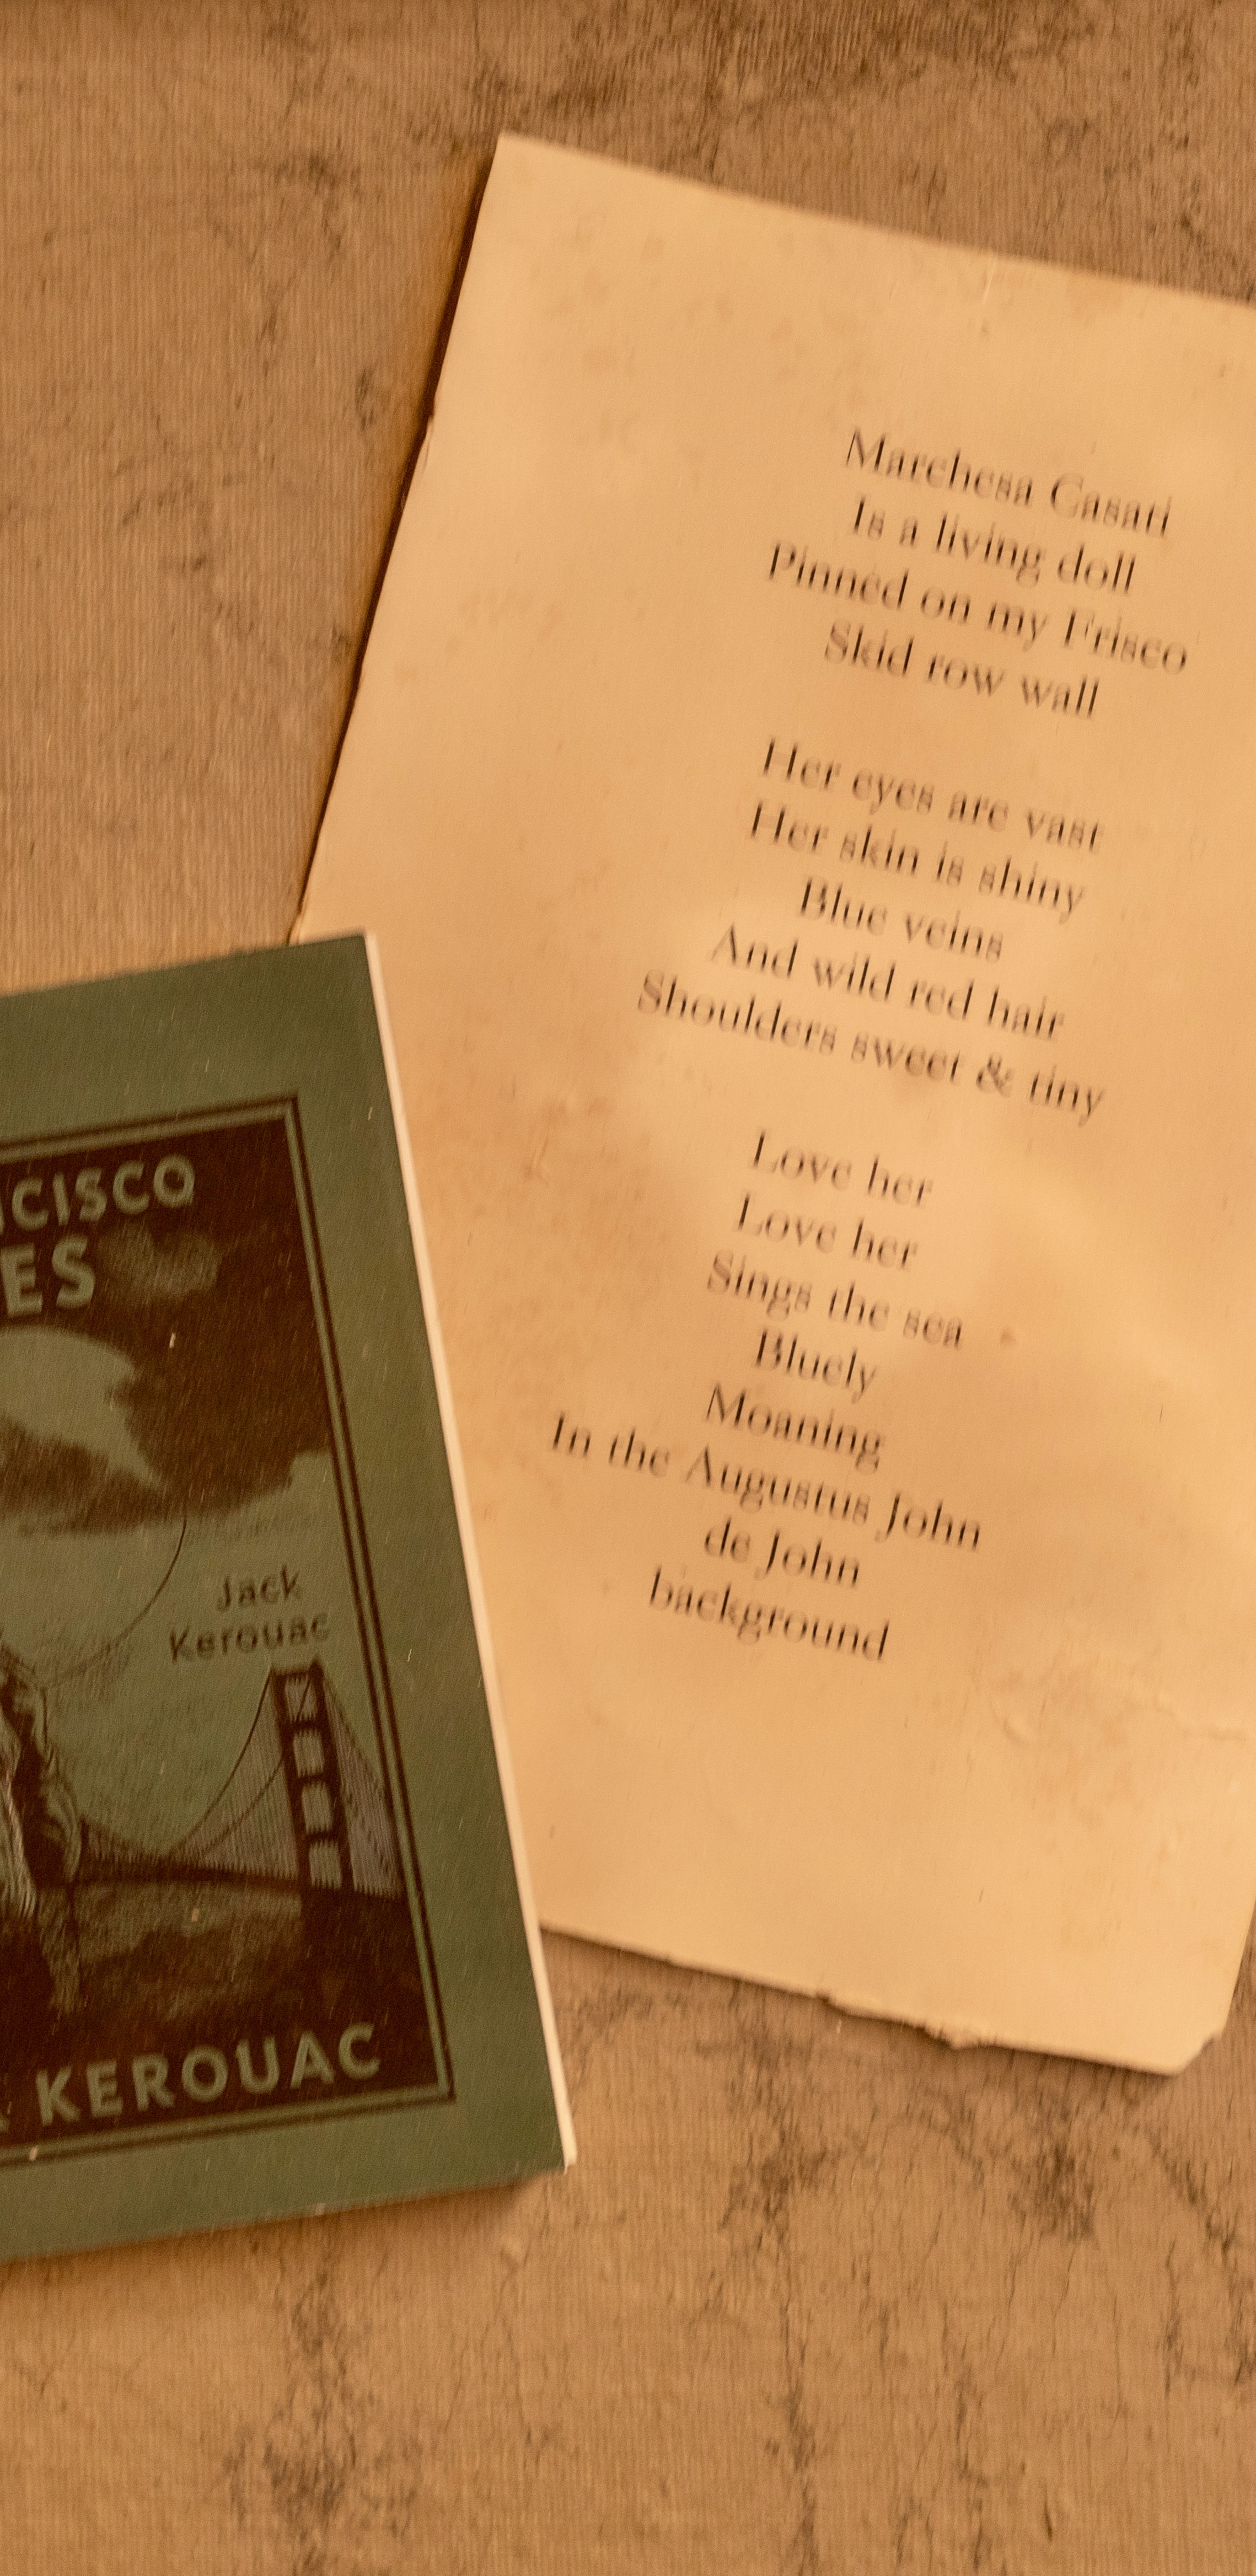 Marchesa Casati
Is a living doll
Pinned on my Frisco
Skid row wall
Her eyes are vast
Her skin is shiny
Blue veins
And wild red hair
Shoulders sweet & tiny
Love her
Love her
Sings the sea
Bluely
Moaning
In the Augustus John
de John
background
NCISCO
ES
Jack
Kerouac
KEROUAC